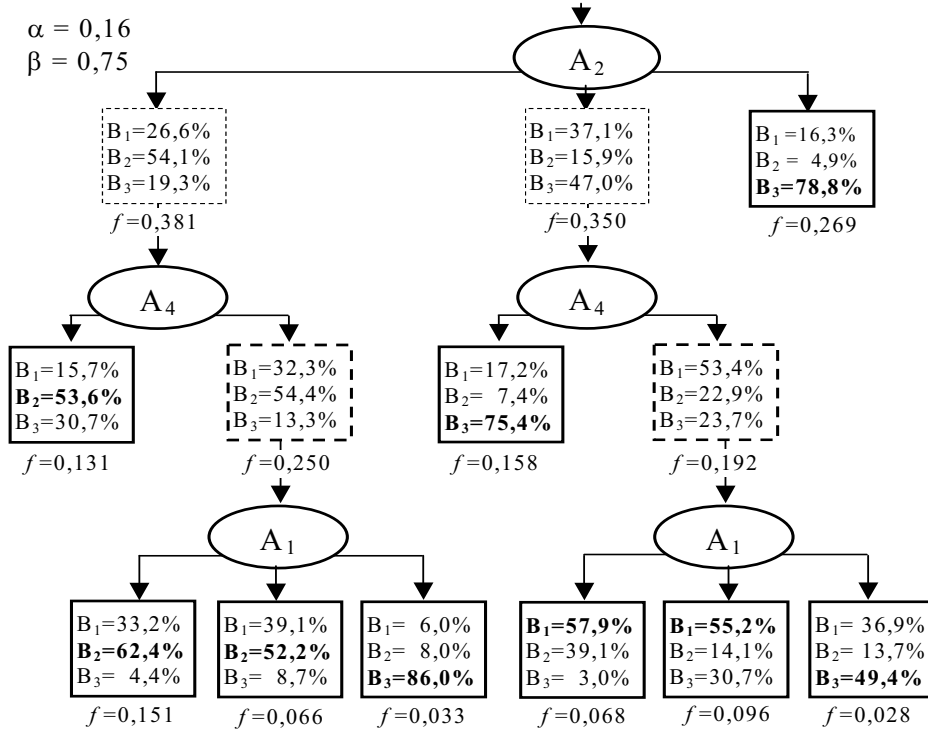 α = 0,16
β = 0,75
A₂
B₁=26,6%
B₂=54,1%
B₃=19,3%
f=0,381
B₁=37,1%
B₂=15,9%
B₃=47,0%
f=0,350
B₁=16,3%
B₂= 4,9%
B₃=78,8%
f=0,269
A₄
A₄
B₁=15,7%
B₂=53,6%
B₃=30,7%
f=0,131
B₁=32,3%
B₂=54,4%
B₃=13,3%
f=0,250
B₁=17,2%
B₂= 7,4%
B₃=75,4%
f=0,158
B₁=53,4%
B₂=22,9%
B₃=23,7%
f=0,192
A₁
A₁
B₁=33,2%
B₂=62,4%
B₃= 4,4%
f=0,151
B₁=39,1%
B₂=52,2%
B₃= 8,7%
f=0,066
B₁= 6,0%
B₂= 8,0%
B₃=86,0%
f=0,033
B₁=57,9%
B₂=39,1%
B₃= 3,0%
f=0,068
B₁=55,2%
B₂=14,1%
B₃=30,7%
f=0,096
B₁=36,9%
B₂=13,7%
B₃=49,4%
f=0,028